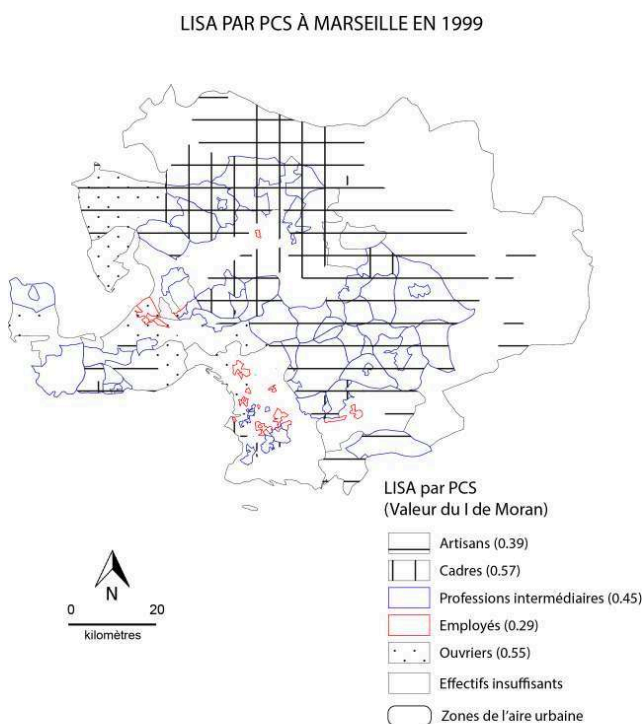 LISA PAR PCS À MARSEILLE EN 1999
LISA par PCS
(Valeur du I de Moran)
Artisans (0.39)
Cadres (0.57)
Professions intermédiaires (0.45)
Employés (0.29)
Ouvriers (0.55)
Effectifs insuffisants
Zones de l'aire urbaine
N
0 20
kilomètres